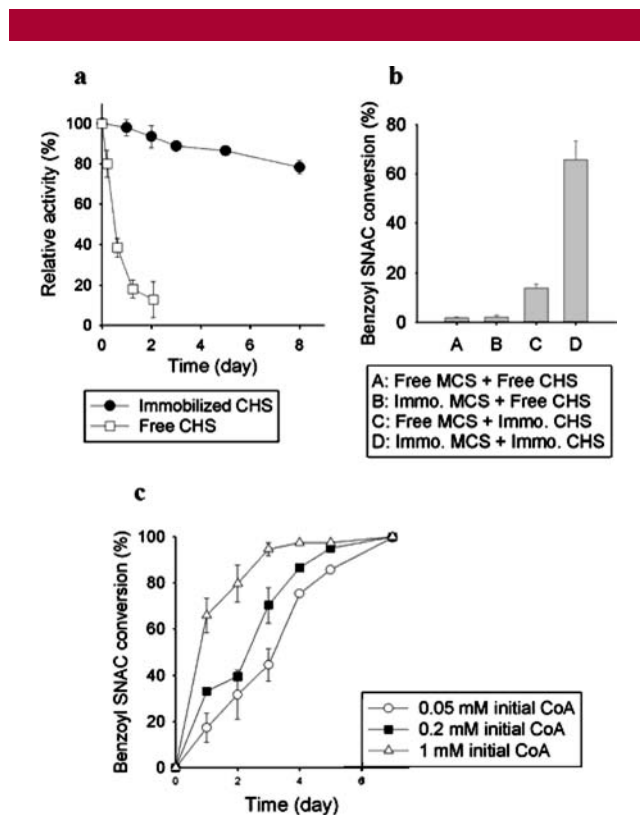 a
100
80
60
40
20
0
Relative activity (%)
0 2 4 6 8
Time (day)
Immobilized CHS
Free CHS
b
80
60
40
20
0
Benzoyl SNAC conversion (%)
A B C D
A: Free MCS + Free CHS
B: Immo. MCS + Free CHS
C: Free MCS + Immo. CHS
D: Immo. MCS + Immo. CHS
c
100
80
60
40
20
0
Benzoyl SNAC conversion (%)
0.05 mM initial CoA
0.2 mM initial CoA
1 mM initial CoA
0 2 4 6
Time (day)